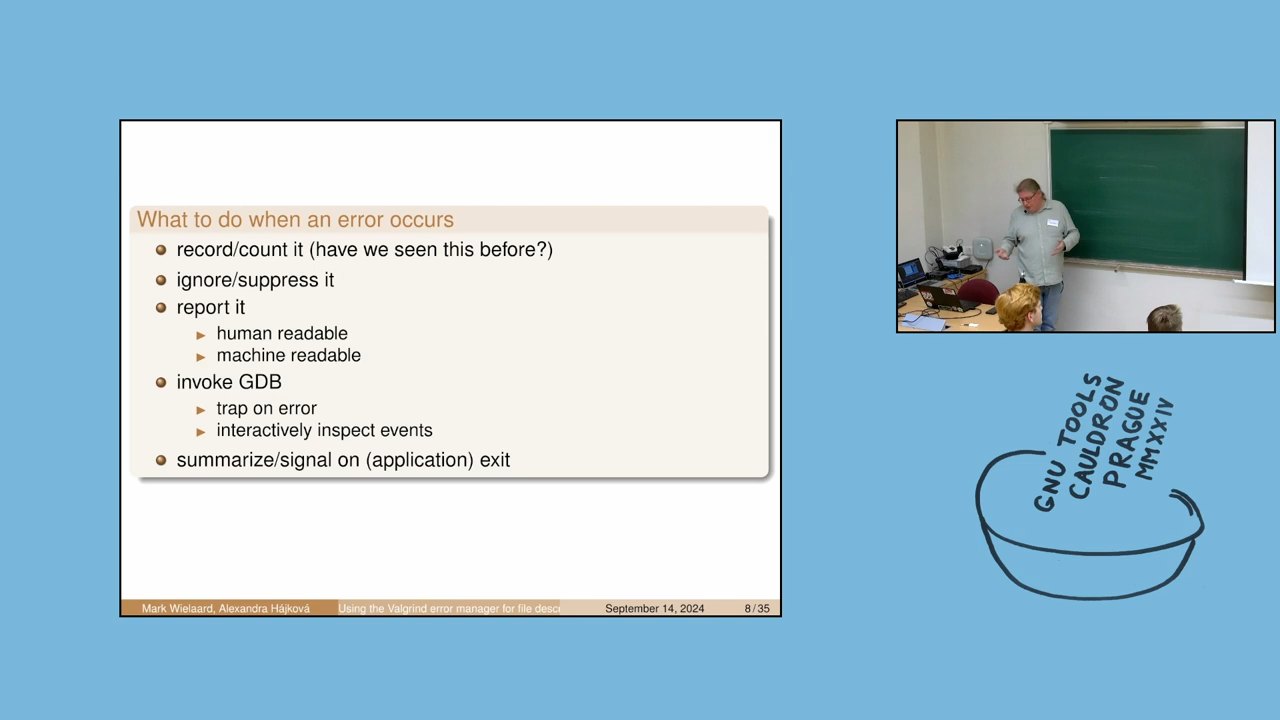 What to do when an error occurs
record/count it (have we seen this before?)
ignore/suppress it
report it
human readable
machine readable
invoke GDB
trap on error
interactively inspect events
summarize/signal on (application) exit
Mark Wielaard, Alexandra Hájková
Using the Valgrind error manager for file desc
September 14, 2024
8 / 35
GNU TOOLS
CAULDRON
PRAGUE
MMXXIV